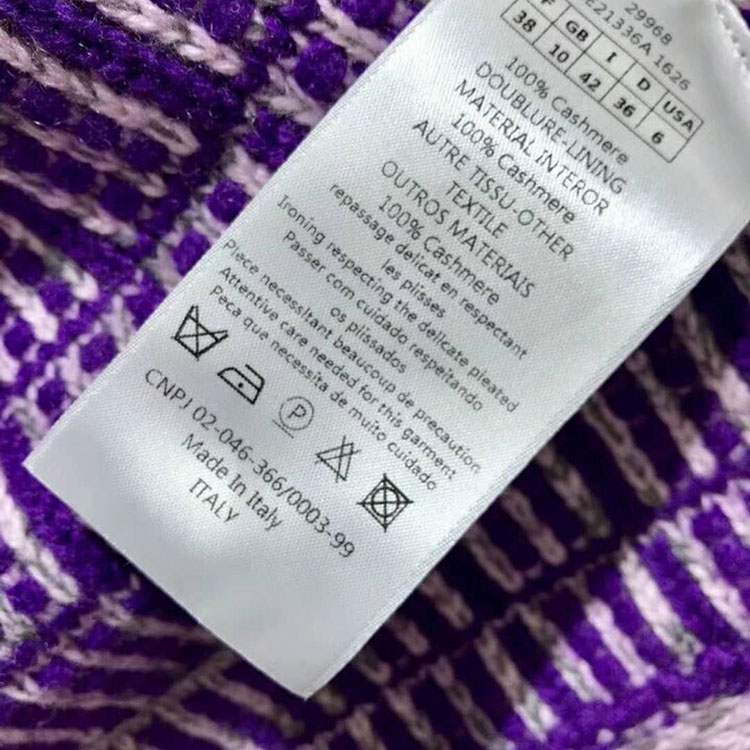 29968
E21336A 1626
F GB I D USA
38 10 42 36 6
100% Cashmere
DOUBLURE-LINING
MATERIAL INTEROR
100% Cashmere
AUTRE TISSU-OTHER
TEXTILE
OUTROS MATERIAIS
100% Cashmere
repassage delicat en respectant
les plisses
Ironing respecting the delicate pleated
Passer com cuidado respeitando
os plissados
Piece necessitant beaucoup de precaution
Attentive care needed for this garment
Peca que necessita de muito cuidado
P
CNPJ 02-046-366/0003-99
Made In Italy
ITALY